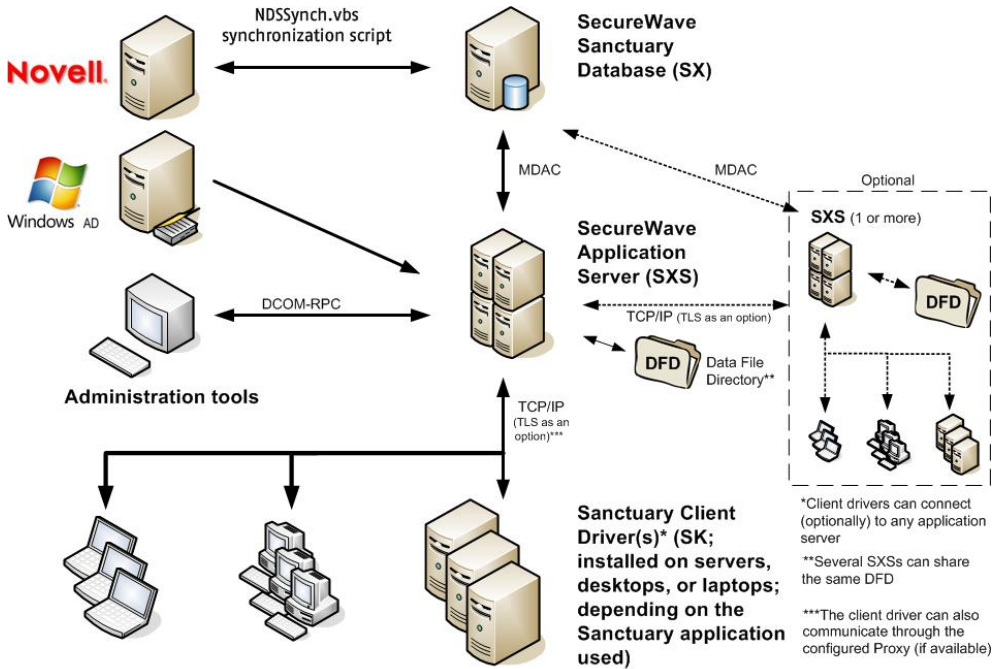 NDSSynch.vbs
synchronization script
Novell.
SecureWave
Sanctuary
Database (SX)
MDAC
MDAC
Windows AD
Optional
SXS (1 or more)
DFD
SecureWave
Application
Server (SXS)
DCOM-RPC
TCP/IP (TLS as an option)
DFD
Data File
Directory**
Administration tools
TCP/IP
(TLS as an
option)***
Sanctuary Client
Driver(s)* (SK;
installed on servers,
desktops, or laptops;
depending on the
Sanctuary application
used)
*Client drivers can connect
(optionally) to any application
server
**Several SXSs can share
the same DFD
***The client driver can also
communicate through the
configured Proxy (if available)